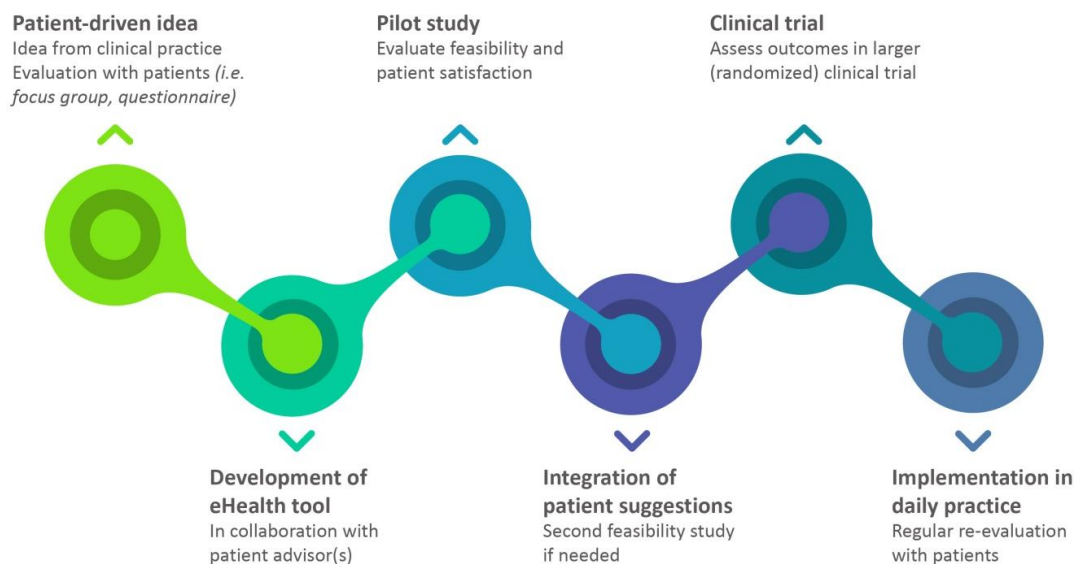 Patient-driven idea
Idea from clinical practice
Evaluation with patients (i.e.
focus group, questionnaire)
Pilot study
Evaluate feasibility and
patient satisfaction
Clinical trial
Assess outcomes in larger
(randomized) clinical trial
Development of
eHealth tool
In collaboration with
patient advisor(s)
Integration of
patient suggestions
Second feasibility study
if needed
Implementation in
daily practice
Regular re-evaluation
with patients